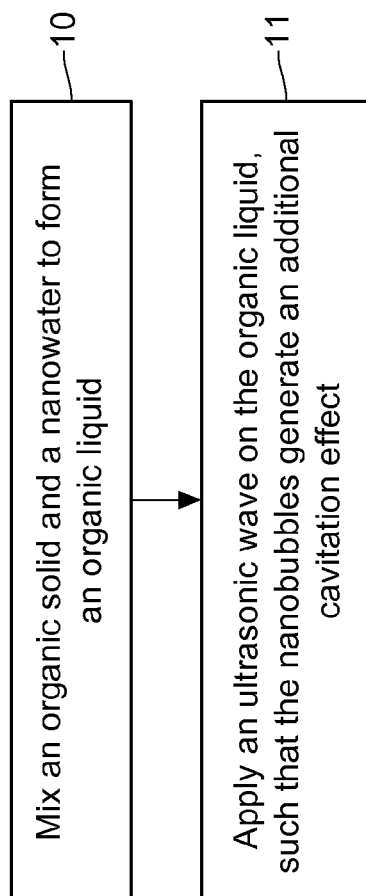 10
Mix an organic solid and a nanowater to form
an organic liquid
11
Apply an ultrasonic wave on the organic liquid,
such that the nanobubbles generate an additional
cavitation effect